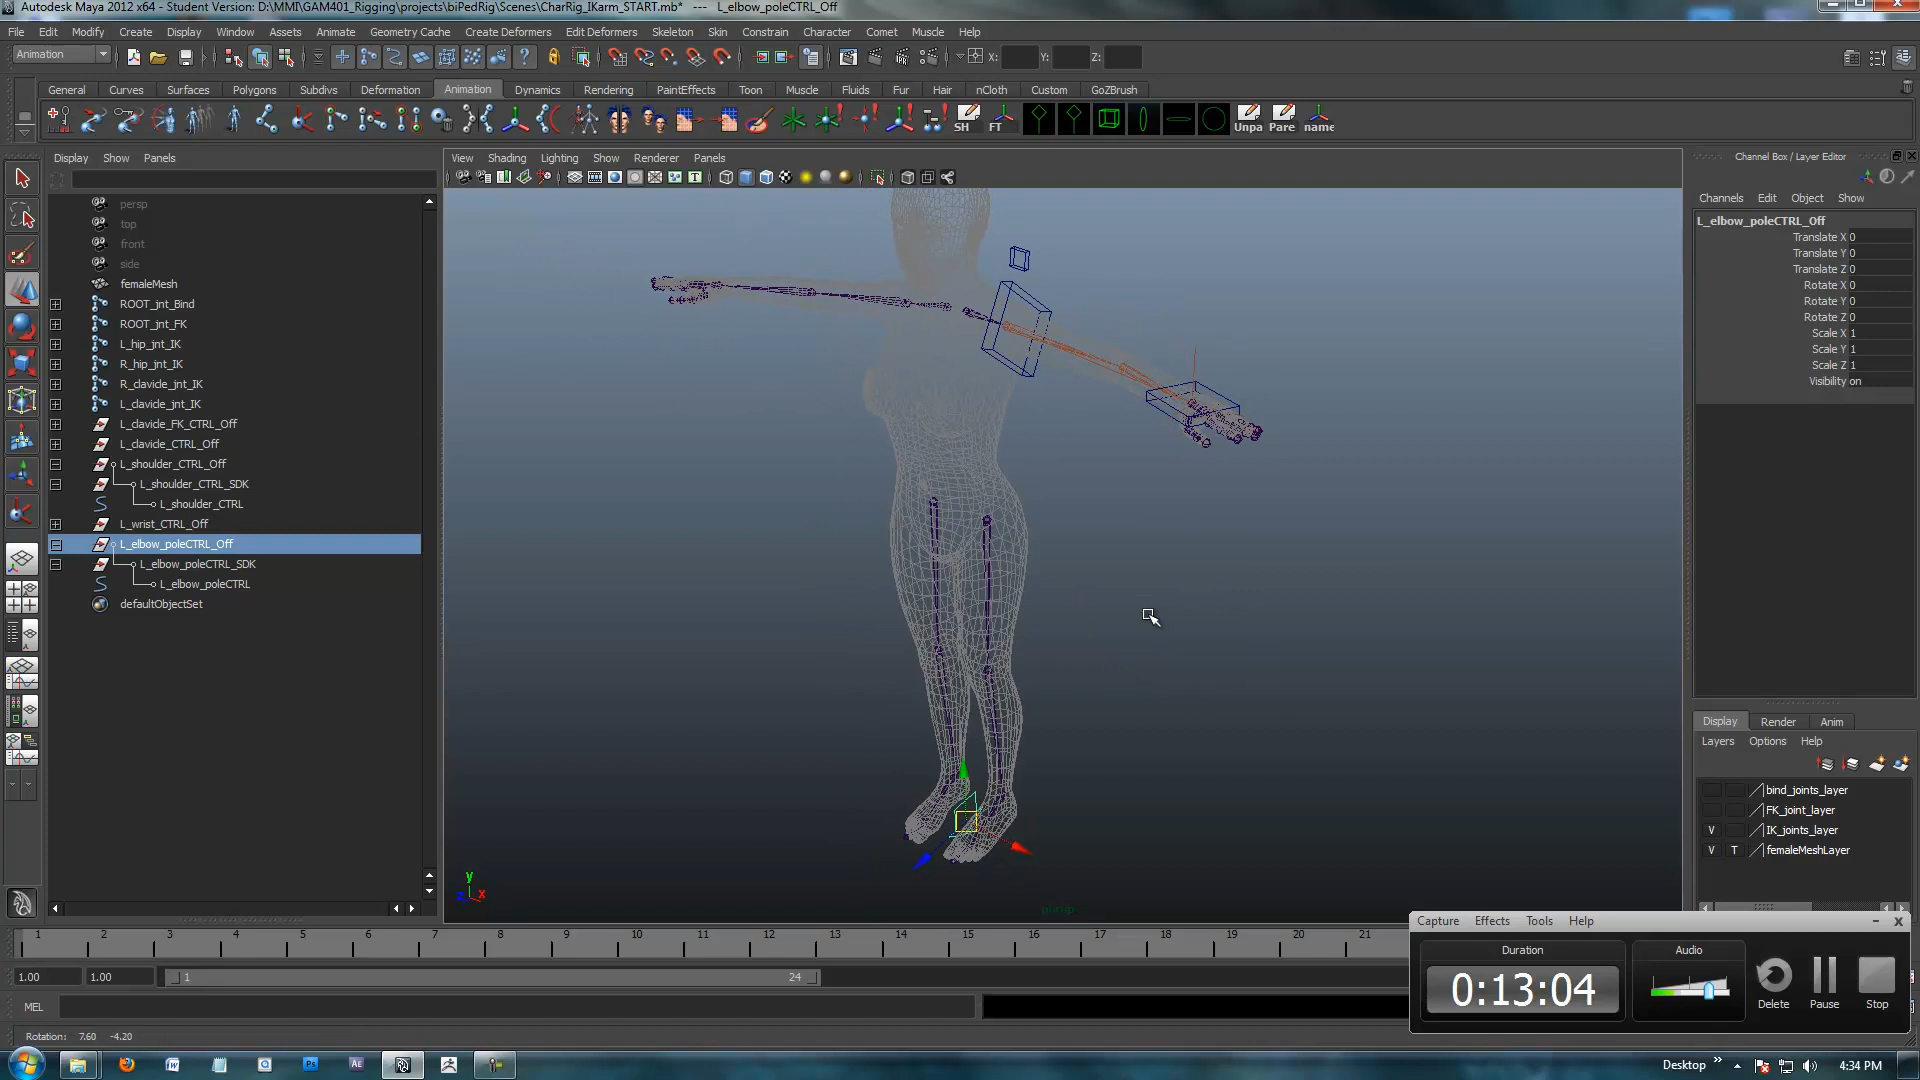 Autodesk Maya 2012 x64 - Student Version: D:\MMI\GAM401_Rigging\projects\biPedRig\Scenes\CharRig_IKarm_START.mb* --- L_elbow_poleCTRL_Off
File Edit Modify Create Display Window Assets Animate Geometry Cache Create Deformers Edit Deformers Skeleton Skin Constrain Character Comet Muscle Help
Animation X: Y: Z:
General Curves Surfaces Polygons Subdivs Deformation Animation Dynamics Rendering PaintEffects Toon Muscle Fluids Fur Hair nCloth Custom GoZBrush
SH FT Unpa Pare name
Display Show Panels
View Shading Lighting Show Renderer Panels
Channel Box / Layer Editor
Channels Edit Object Show
persp
top
front
side
femaleMesh
ROOT_jnt_Bind
ROOT_jnt_FK
L_hip_jnt_IK
R_hip_jnt_IK
R_clavide_jnt_IK
L_clavide_jnt_IK
L_clavide_FK_CTRL_Off
L_clavide_CTRL_Off
L_shoulder_CTRL_Off
L_shoulder_CTRL_SDK
L_shoulder_CTRL
L_wrist_CTRL_Off
L_elbow_poleCTRL_Off
L_elbow_poleCTRL_SDK
L_elbow_poleCTRL
defaultObjectSet
y
z x
persp
L_elbow_poleCTRL_Off
Translate X 0
Translate Y 0
Translate Z 0
Rotate X 0
Rotate Y 0
Rotate Z 0
Scale X 1
Scale Y 1
Scale Z 1
Visibility on
Display Render Anim
Layers Options Help
bind_joints_layer
FK_joint_layer
V IK_joints_layer
V T femaleMeshLayer
1 2 3 4 5 6 7 8 9 10 11 12 13 14 15 16 17 18 19 20 21
1.00 1.00 1 24
MEL
Rotation: 7.60 -4.20
Capture Effects Tools Help
Duration Audio
0:13:04
Delete Pause Stop
Desktop 4:34 PM